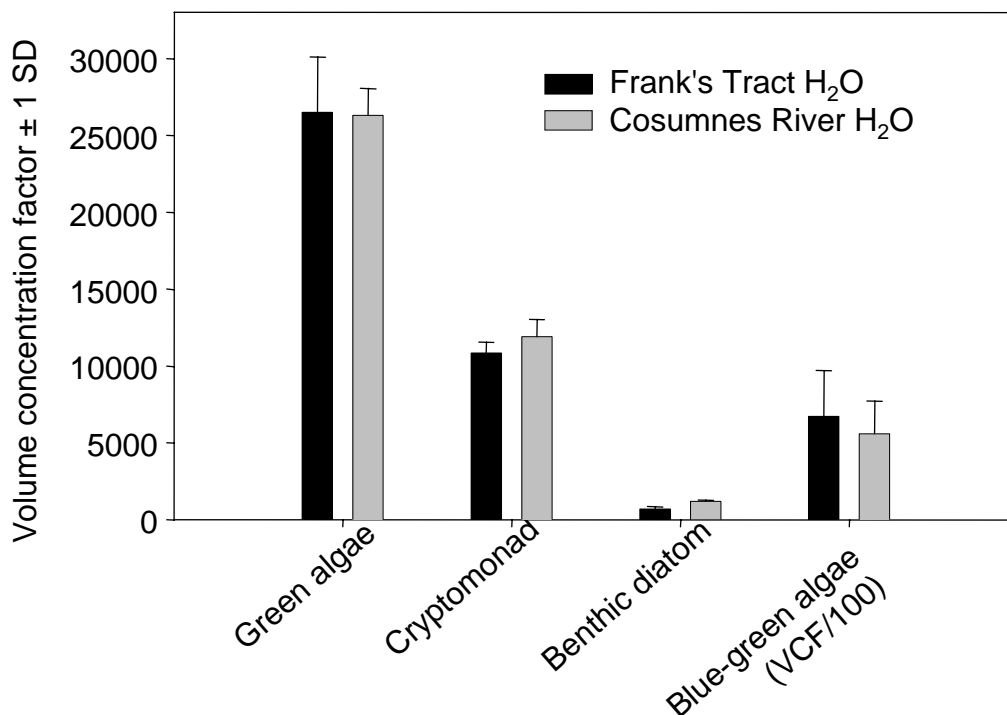 Volume concentration factor ± 1 SD
30000
25000
20000
15000
10000
5000
0
Frank's Tract H₂O
Cosumnes River H₂O
Green algae
Cryptomonad
Benthic diatom
Blue-green algae
(VCF/100)